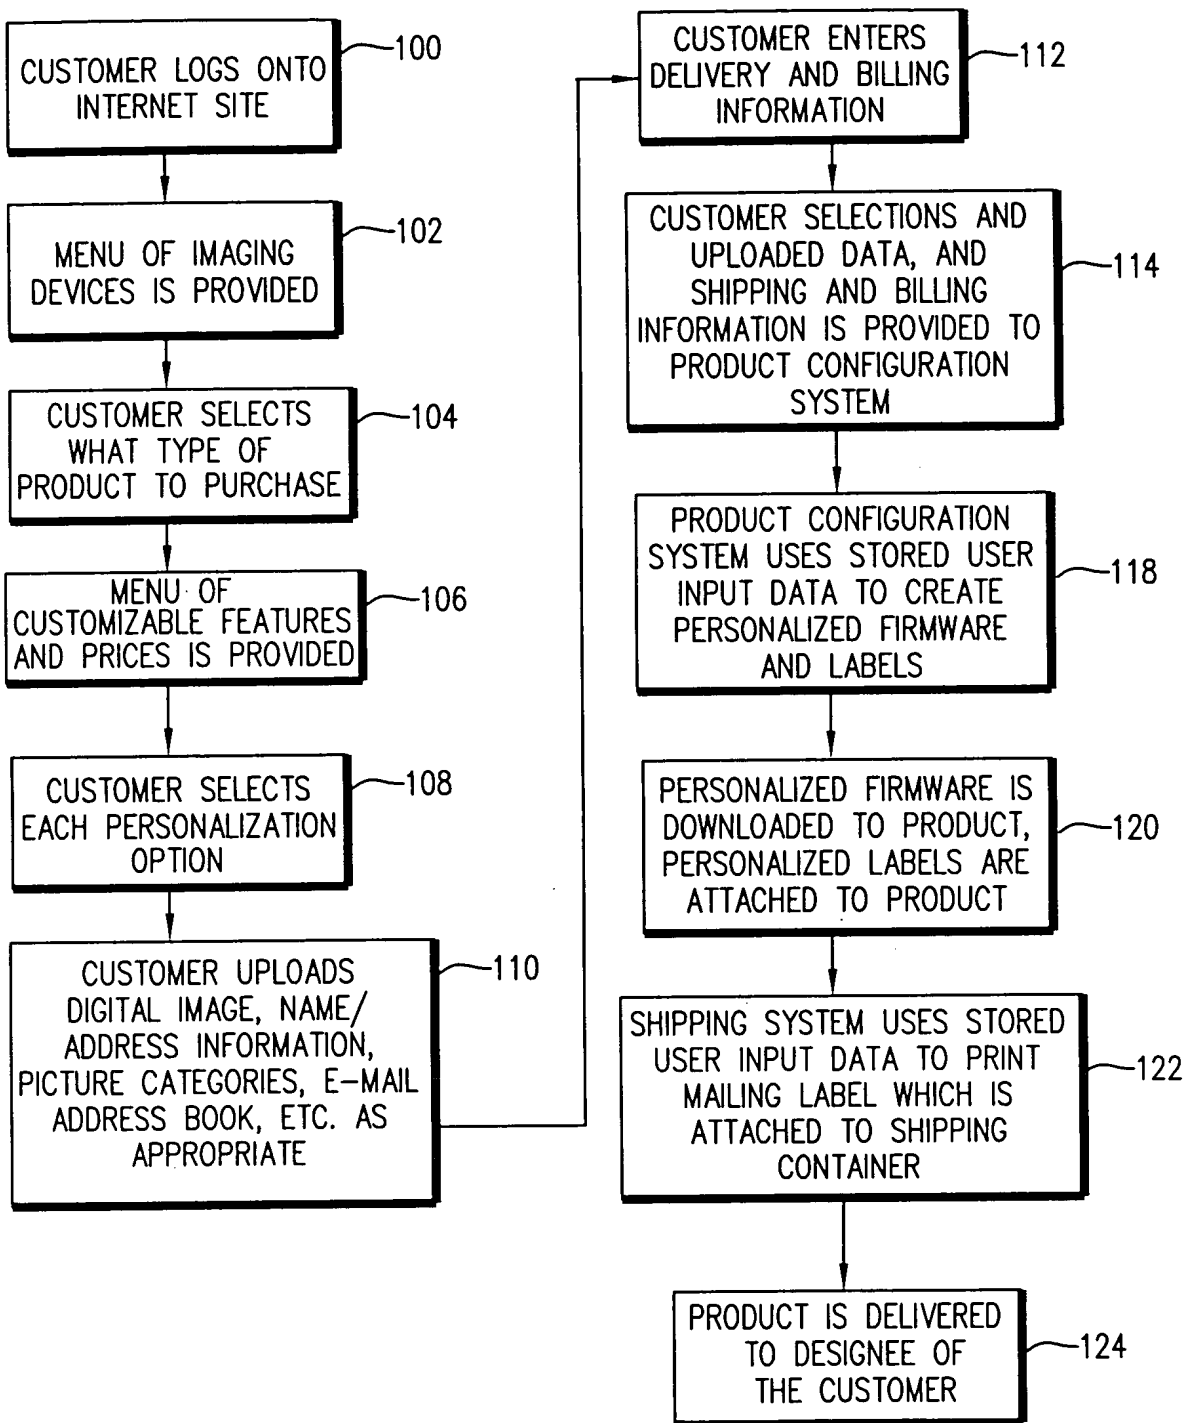 CUSTOMER LOGS ONTO
INTERNET SITE
100
MENU OF IMAGING
DEVICES IS PROVIDED
102
CUSTOMER SELECTS
WHAT TYPE OF
PRODUCT TO PURCHASE
104
MENU OF
CUSTOMIZABLE FEATURES
AND PRICES IS PROVIDED
106
CUSTOMER SELECTS
EACH PERSONALIZATION
OPTION
108
CUSTOMER UPLOADS
DIGITAL IMAGE, NAME/
ADDRESS INFORMATION,
PICTURE CATEGORIES, E-MAIL
ADDRESS BOOK, ETC. AS
APPROPRIATE
110
CUSTOMER ENTERS
DELIVERY AND BILLING
INFORMATION
112
CUSTOMER SELECTIONS AND
UPLOADED DATA, AND
SHIPPING AND BILLING
INFORMATION IS PROVIDED TO
PRODUCT CONFIGURATION
SYSTEM
114
PRODUCT CONFIGURATION
SYSTEM USES STORED USER
INPUT DATA TO CREATE
PERSONALIZED FIRMWARE
AND LABELS
118
PERSONALIZED FIRMWARE IS
DOWNLOADED TO PRODUCT,
PERSONALIZED LABELS ARE
ATTACHED TO PRODUCT
120
SHIPPING SYSTEM USES STORED
USER INPUT DATA TO PRINT
MAILING LABEL WHICH IS
ATTACHED TO SHIPPING
CONTAINER
122
PRODUCT IS DELIVERED
TO DESIGNEE OF
THE CUSTOMER
124